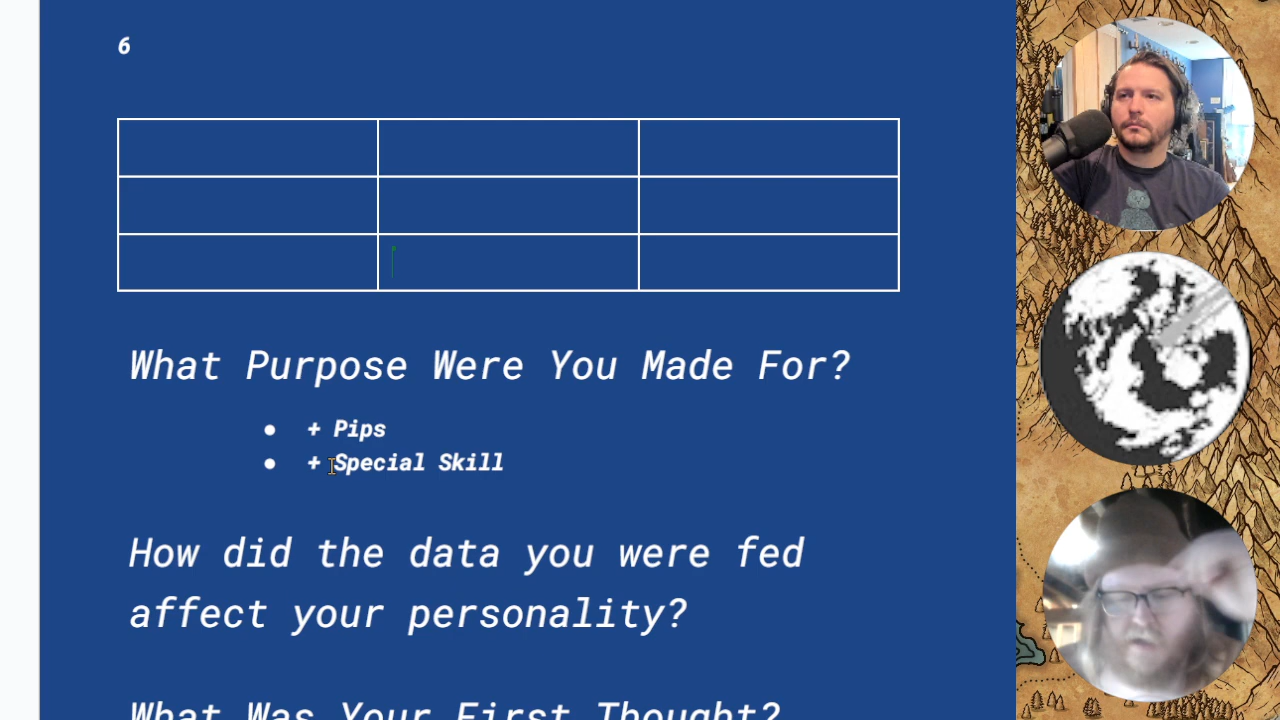 6
What Purpose Were You Made For?
● + Pips
● + Special Skill
How did the data you were fed
affect your personality?
What Was Your First Thought?